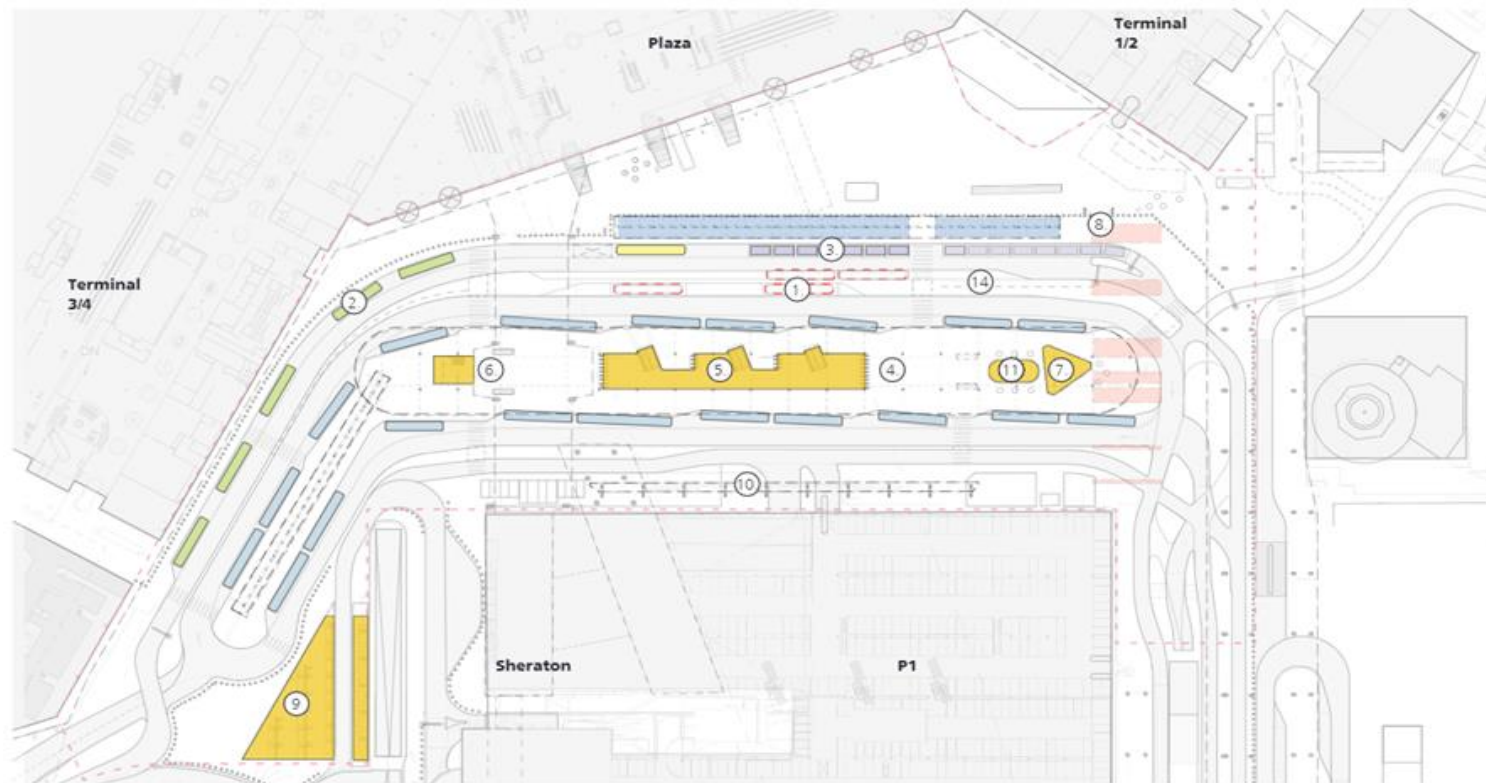 Terminal
1/2
Plaza
8.
3.
Terminal
3/4
14
2.
1.
6.
5.
4.
11
7.
10
Sheraton
P1
9